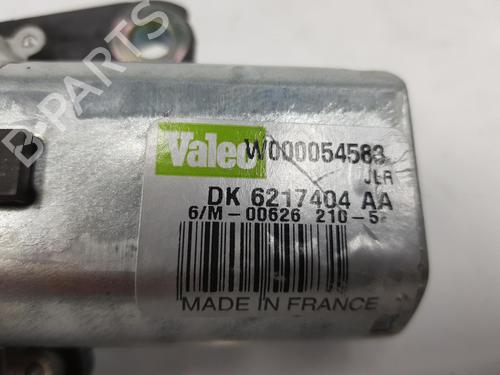 B-PARTS
Valeo W000054583
JLR
DK 6217404 AA
6/M-00626 210-5
MADE IN FRANCE